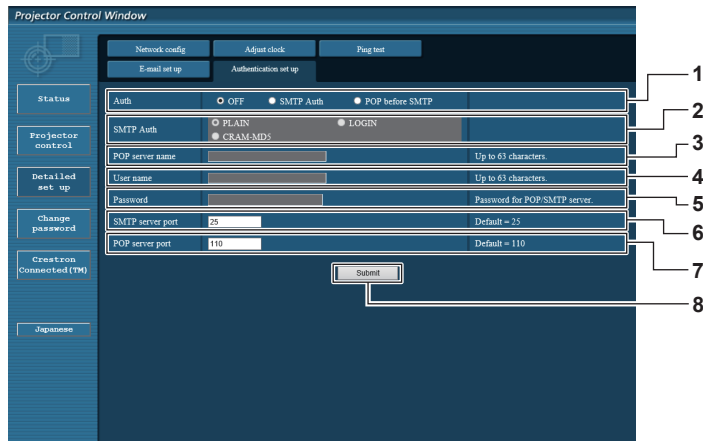 Projector Control Window
Network config Adjust clock Ping test
E-mail set up Authentication set up
Status
Projector control
Detailed set up
Change password
Crestron Connected(TM)
Japanese
Auth OFF SMTP Auth POP before SMTP 1
SMTP Auth PLAIN LOGIN 2
CRAM-MD5
POP server name Up to 63 characters. 3
User name Up to 63 characters. 4
Password Password for POP/SMTP server. 5
SMTP server port 25 Default = 25 6
POP server port 110 Default = 110 7
Submit 8